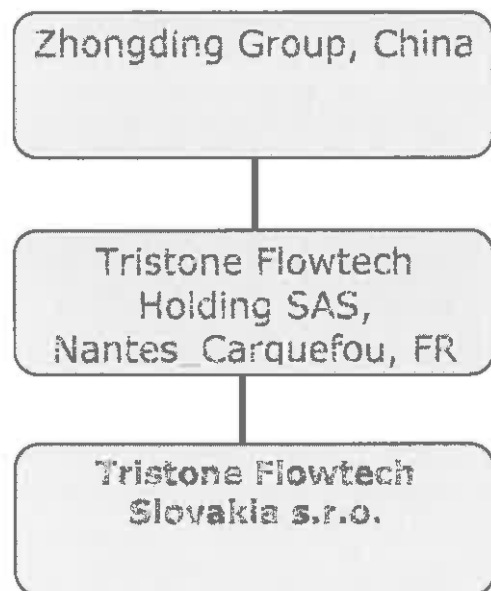 Zhongding Group, China
Tristone Flowtech
Holding SAS,
Nantes_Carquefou, FR
Tristone Flowtech
Slovakia s.r.o.